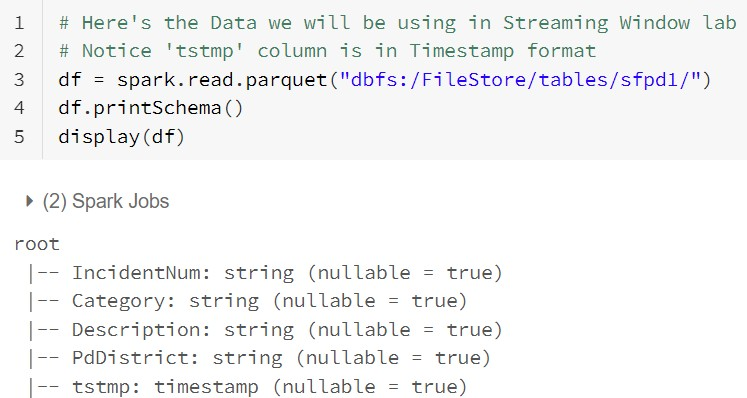 1 # Here's the Data we will be using in Streaming Window lab
2 # Notice 'tstmp' column is in Timestamp format
3 df = spark.read.parquet("dbfs:/FileStore/tables/sfpd1/")
4 df.printSchema()
5 display(df)
(2) Spark Jobs
root
|-- IncidentNum: string (nullable = true)
|-- Category: string (nullable = true)
|-- Description: string (nullable = true)
|-- PdDistrict: string (nullable = true)
|-- tstmp: timestamp (nullable = true)